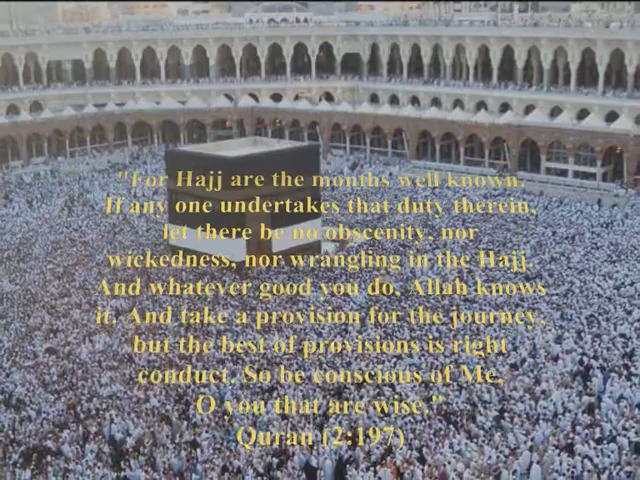 "For Hajj are the months well known.
If any one undertakes that duty therein,
let there be no obscenity, nor
wickedness, nor wrangling in the Hajj.
And whatever good you do, Allah knows
it. And take a provision for the journey,
but the best of provisions is right
conduct. So be conscious of Me,
O you that are wise."
Quran (2:197)